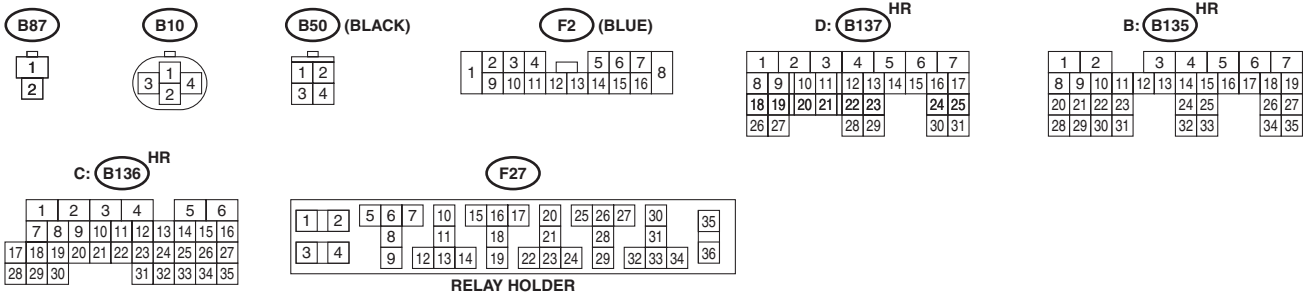 B87
1
2
B10
1
3 4
2
B50 (BLACK)
1 2
3 4
F2 (BLUE)
1 2 3 4 5 6 7 8
9 10 11 12 13 14 15 16
D: B137 HR
1 2 3 4 5 6 7
8 9 10 11 12 13 14 15 16 17
18 19 20 21 22 23 24 25
26 27 28 29 30 31
B: B135 HR
1 2 3 4 5 6 7
8 9 10 11 12 13 14 15 16 17 18 19
20 21 22 23 24 25 26 27
28 29 30 31 32 33 34 35
C: B136 HR
1 2 3 4 5 6
7 8 9 10 11 12 13 14 15 16
17 18 19 20 21 22 23 24 25 26 27
28 29 30 31 32 33 34 35
F27
1 2 5 6 7 10 15 16 17 20 25 26 27 30 35
8 11 18 21 28 31
3 4 9 12 13 14 19 22 23 24 29 32 33 34 36
RELAY HOLDER